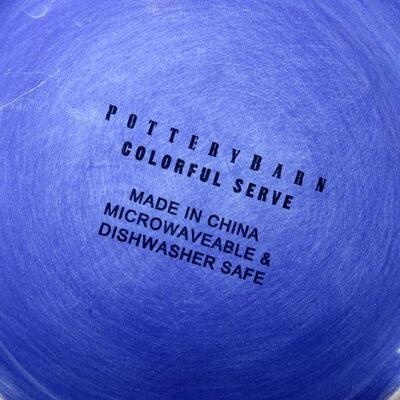 POTTERYBARN
COLORFUL SERVE
MADE IN CHINA
MICROWAVEABLE &
DISHWASHER SAFE